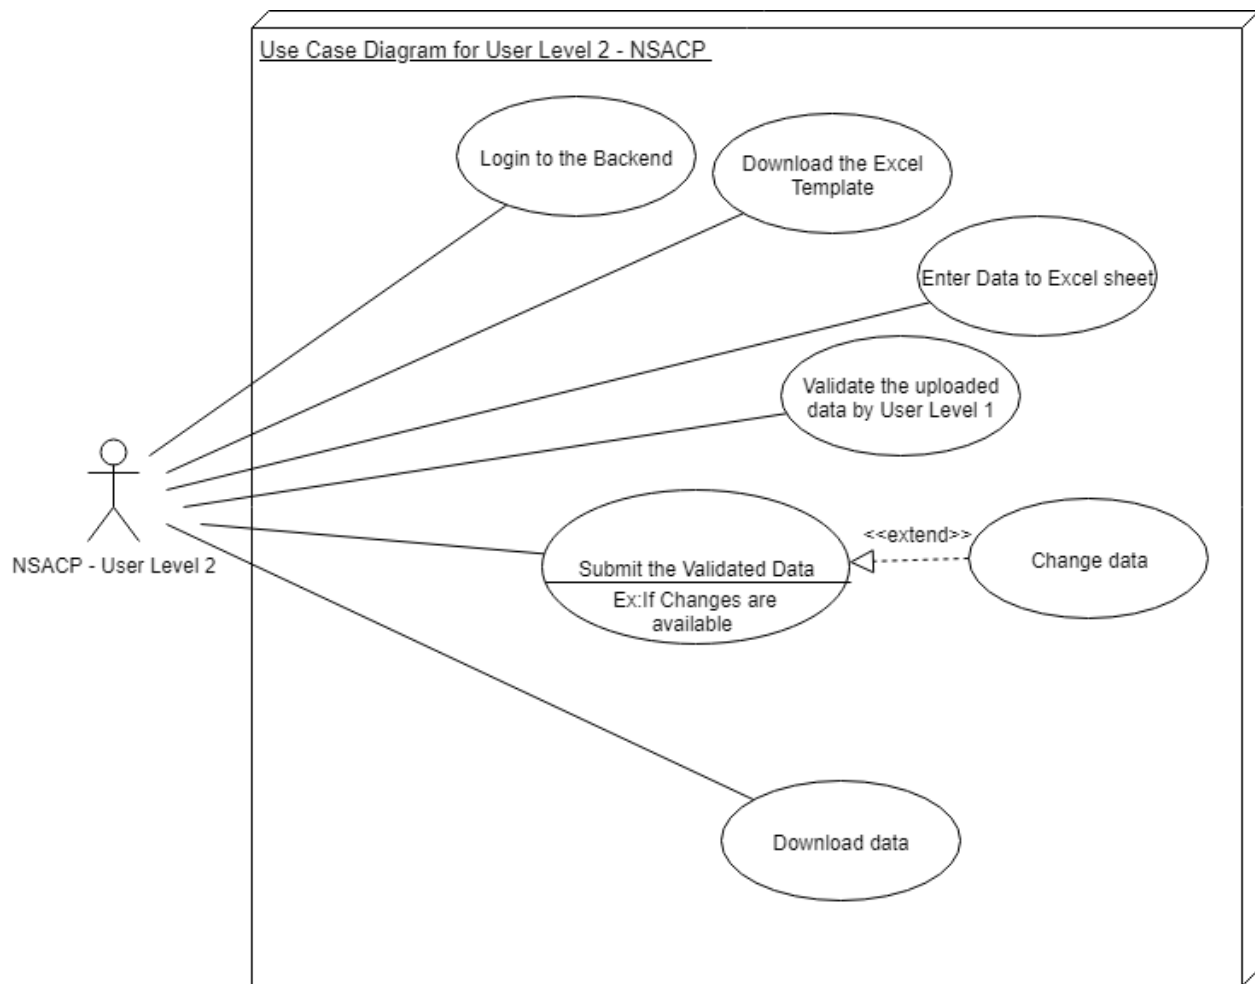 Use Case Diagram for User Level 2 - NSACP
Login to the Backend
Download the Excel
Template
Enter Data to Excel sheet
Validate the uploaded
data by User Level 1
NSACP - User Level 2
Submit the Validated Data
Ex:If Changes are
available
<<extend>>
Change data
Download data